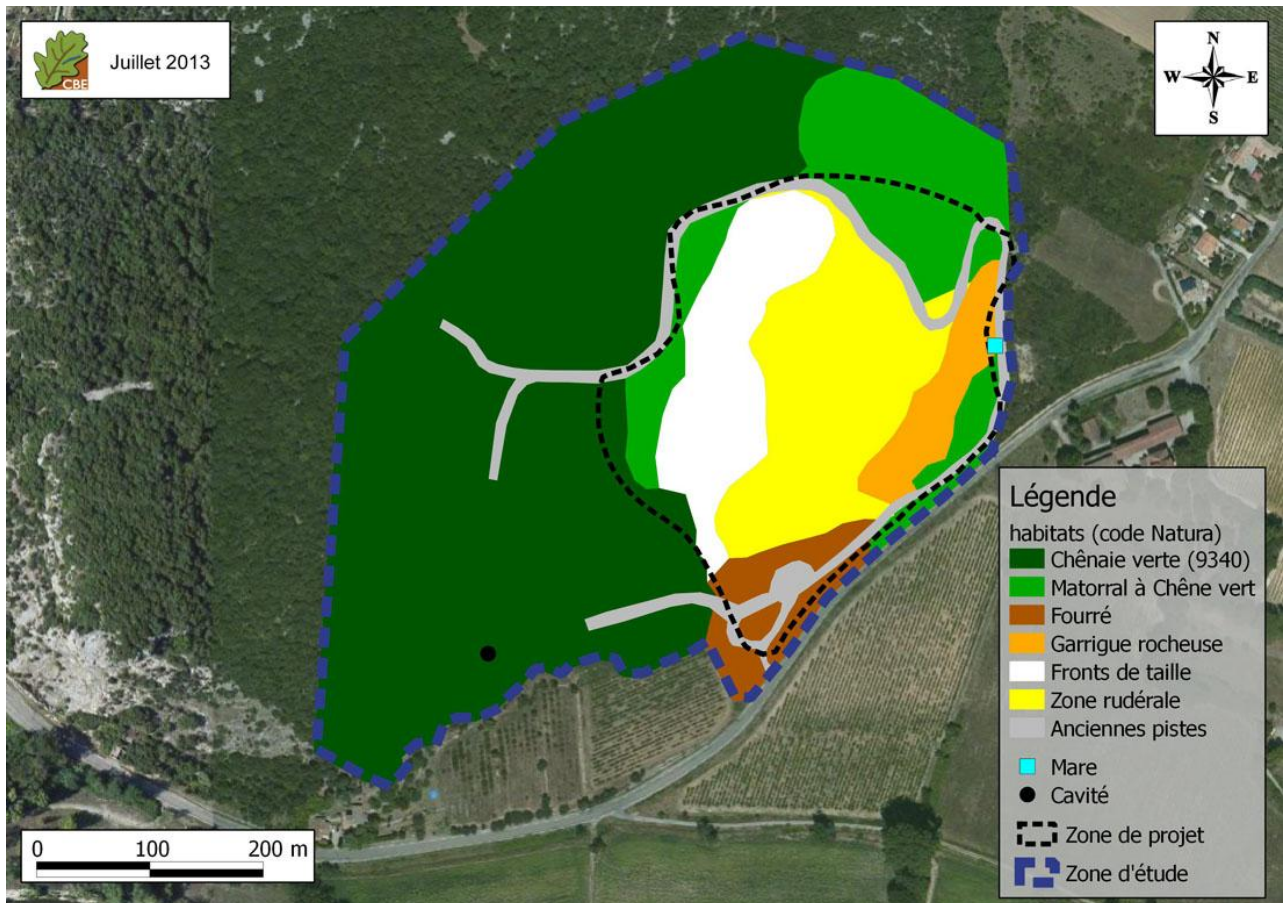 CBE
Juillet 2013
N
W E
S
Légende
habitats (code Natura)
Chênaie verte (9340)
Matorral à Chêne vert
Fourré
Garrigue rocheuse
Fronts de taille
Zone rudérale
Anciennes pistes
Mare
Cavité
Zone de projet
Zone d'étude
0 100 200 m